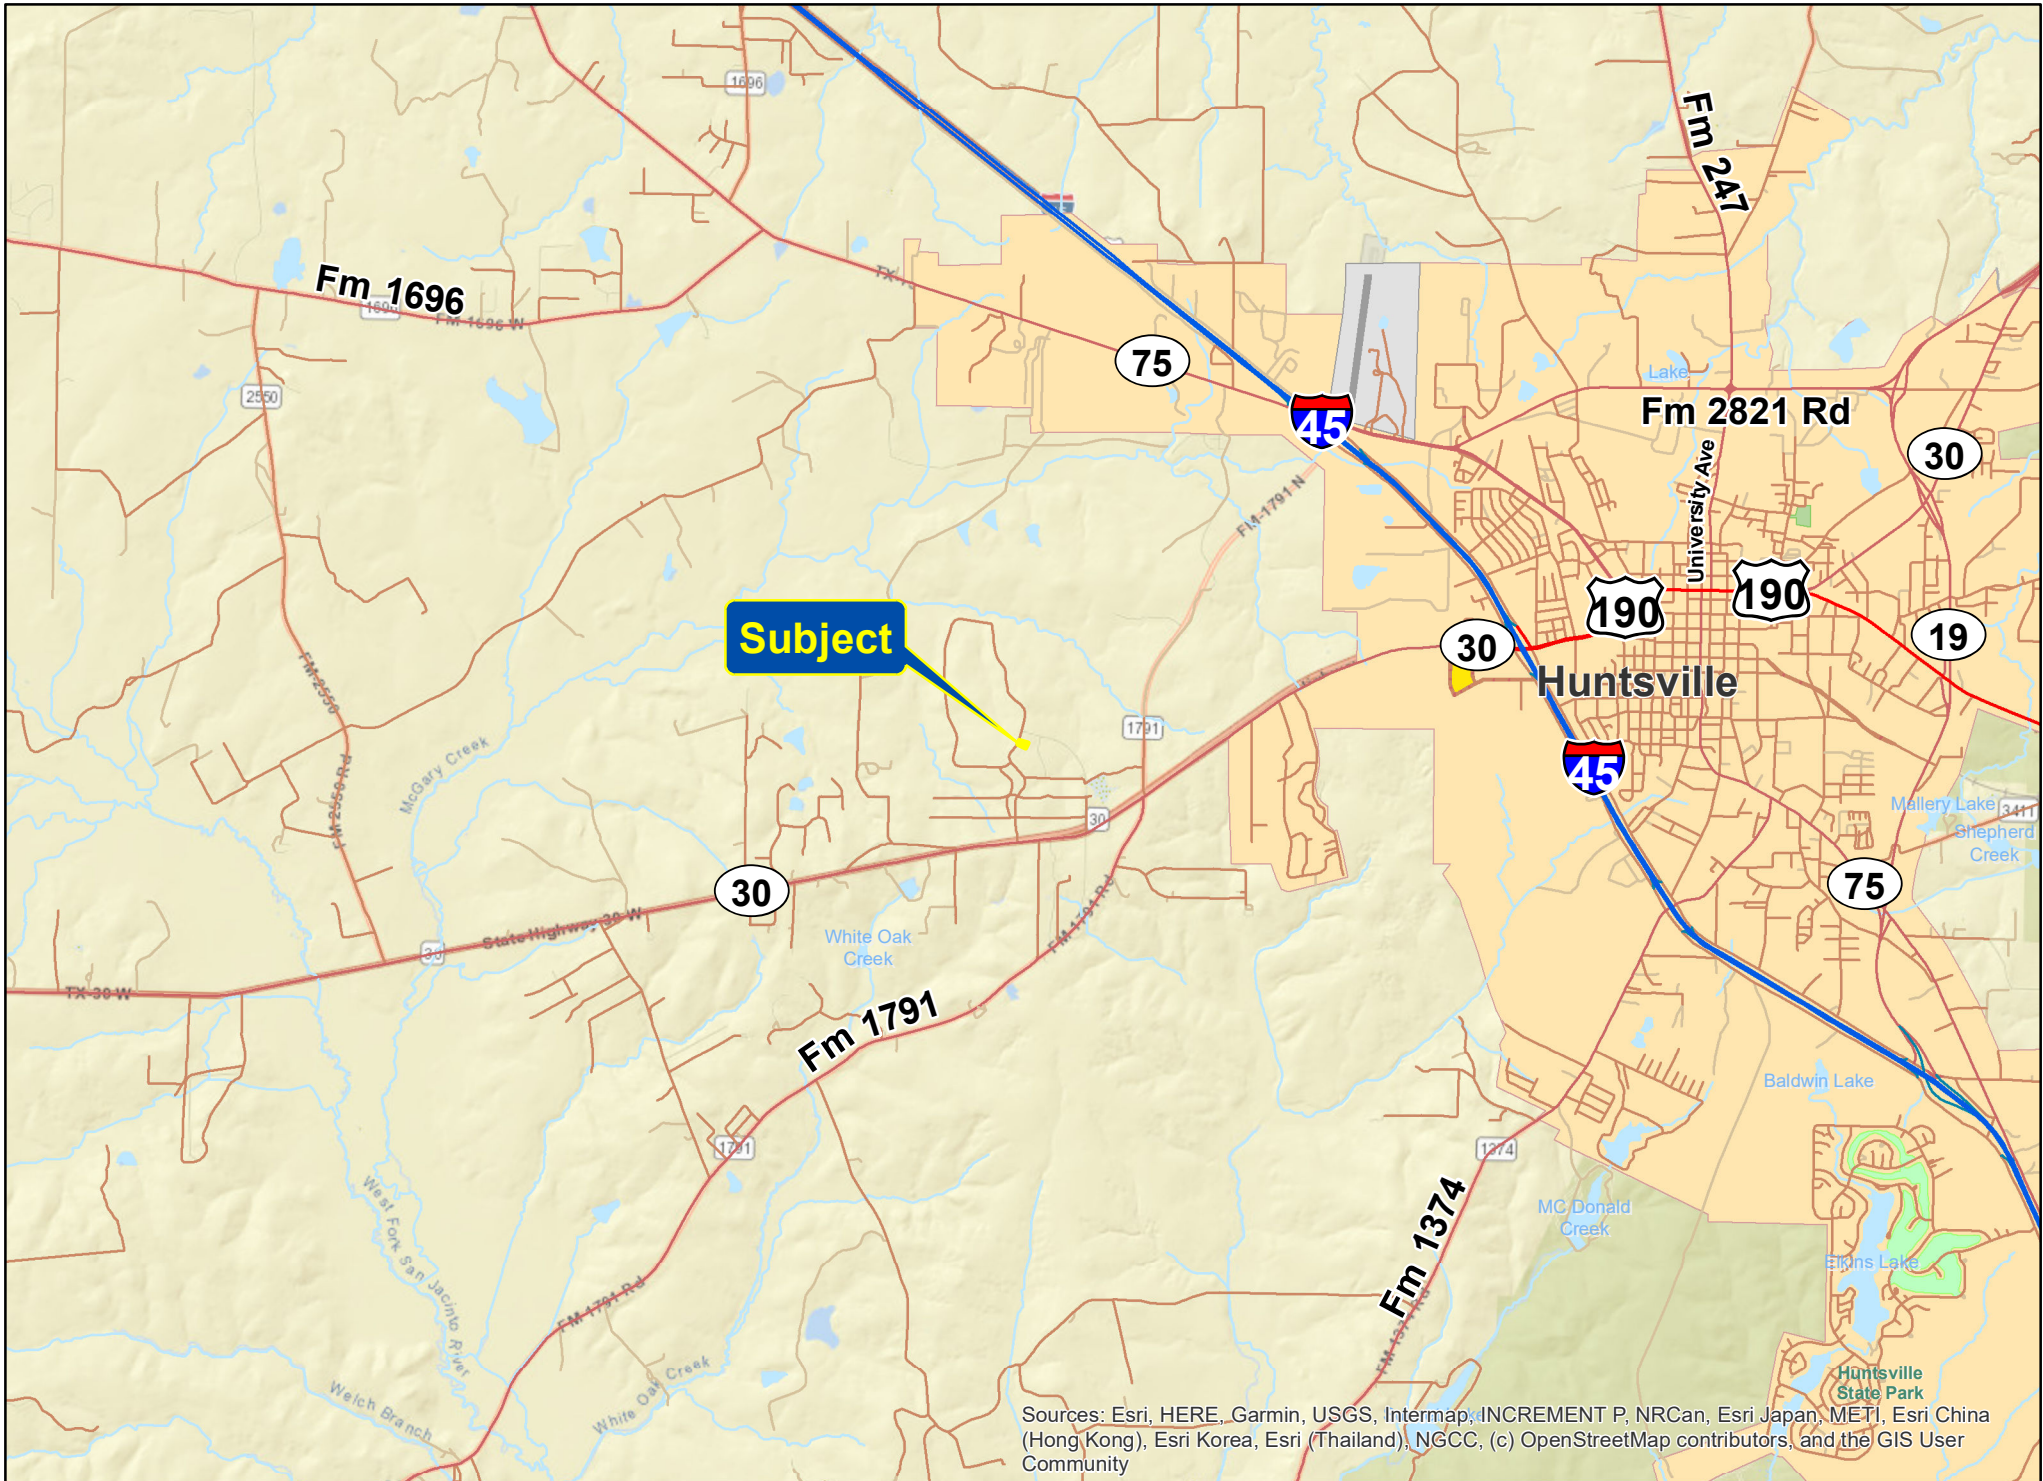 1696
Fm 247
Fm 1696
1696
FM 1696 W
75
45
Lake
Fm 2821 Rd
2550
University Ave
30
FM-1791 N
190
190
Subject
30
19
Huntsville
FM-2550
1791
McGary Creek
45
FM 2550 Rd
Mallery Lake
3411
30
Shepherd
Creek
30
75
FM 1791 Rd
State Highway 30 W
White Oak
Creek
30
TX-30 W
Fm 1791
Baldwin Lake
1791
1374
West Fork San Jacinto River
Fm 1374
MC Donald
Creek
Elkins Lake
FM 1791 Rd
FM-1374 Rd
White Oak Creek
Welch Branch
Huntsville
State Park
Sources: Esri, HERE, Garmin, USGS, Intermap, INCREMENT P, NRCan, Esri Japan, METI, Esri China
(Hong Kong), Esri Korea, Esri (Thailand), NGCC, (c) OpenStreetMap contributors, and the GIS User
Community